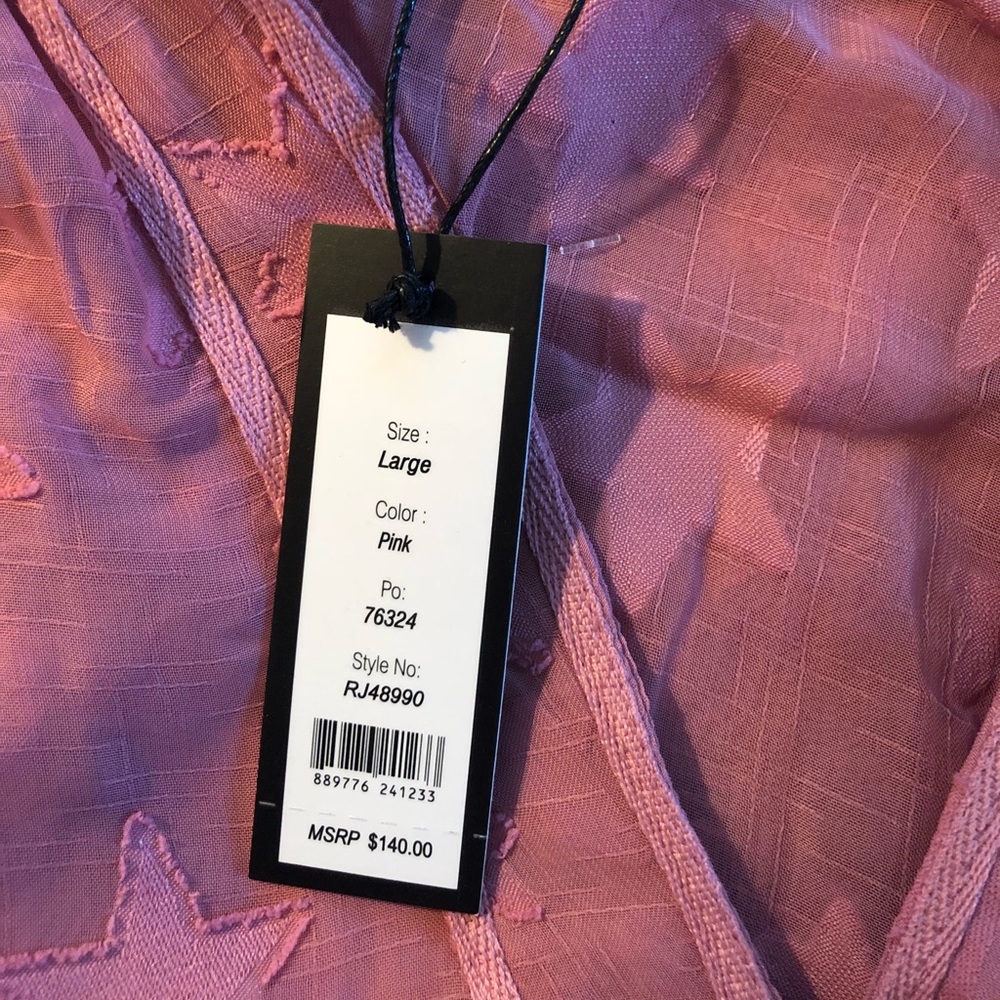 Size :
Large
Color :
Pink
Po:
76324
Style No:
RJ48990
889776 241233
MSRP $140.00